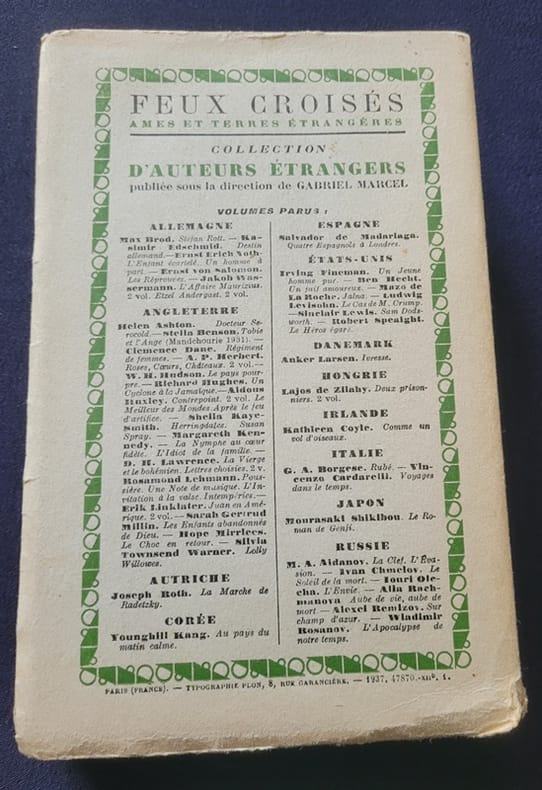 FEUX CROISÉS
AMES ET TERRES ÉTRANGÈRES
COLLECTION
D'AUTEURS ÉTRANGERS
publiée sous la direction de GABRIEL MARCEL
VOLUMES PARUS :
ALLEMAGNE
Max Brod. Stefan Rott. — Ka-
simir Edschmid. Destin
allemand. — Ernst Erich Noth.
L'Enfant écartelé. Un homme à
part. — Ernst von Salomon.
Les Réprouvés. — Jakob Was-
sermann. L'Affaire Maurizius.
2 vol. Etzel Andergast. 2 vol.
ANGLETERRE
Helen Ashton. Docteur Se-
rocold. — Stella Benson. Tobie
et l'Ange (Mandchourie 1931). —
Clemence Dane. Régiment
de femmes. — A. P. Herbert.
Roses, Cœurs, Châteaux. 2 vol. —
W. H. Hudson. Le pays pour-
pre. — Richard Hughes. Un
Cyclone à la Jamaïque. — Aldous
Huxley. Contrepoint. 2 vol. Le
Meilleur des Mondes. Après le feu
d'artifice. — Sheila Kaye-
Smith. Herringdales. Susan
Spray. — Margareth Ken-
nedy. — La Nymphe au cœur
fidèle. L'Idiot de la famille. —
D. H. Lawrence. La Vierge
et le bohémien. Lettres choisies. 2 v.
Rosamond Lehmann. Pous-
sière. Une Note de musique. L'In-
vitation à la valse. Intempéries. —
Erik Linklater. Juan en Amé-
rique. 2 vol. — Sarah Gertrud
Millin. Les Enfants abandonnés
de Dieu. — Hope Mirrlees.
Le Choc en retour. — Silvia
Townsend Warner. Lolly
Willowes.
AUTRICHE
Joseph Roth. La Marche de
Radetzky.
CORÉE
Younghill Kang. Au pays du
matin calme.
ESPAGNE
Salvador de Madariaga.
Quatre Espagnols à Londres.
ÉTATS-UNIS
Irving Fineman. Un Jeune
homme pur. — Ben Hecht.
Un juif amoureux. — Mazo de
La Roche. Jalna. — Ludwig
Levisohn. Le Cas de M. Crump.
— Sinclair Lewis. Sam Dods-
worth. — Robert Speaight.
Le Héros égaré.
DANEMARK
Anker Larsen. Ivresse.
HONGRIE
Lajos de Zilahy. Deux prison-
niers. 2 vol.
IRLANDE
Kathleen Coyle. Comme un
vol d'oiseaux.
ITALIE
G. A. Borgese. Rubé. — Vin-
cenzo Cardarelli. Voyages
dans le temps.
JAPON
Mourasaki Shikibou. Le Ro-
man de Genji.
RUSSIE
M. A. Aldanov. La Clef. L'Éva-
sion. — Ivan Chmelov. Le
Soleil de la mort. — Iouri Ole-
cha. L'Envie. — Alia Rach-
manova. Aube de vie, aube de
mort. — Alexei Remizov. Sur
champ d'azur. — Wladimir
Rosanov. L'Apocalypse de
notre temps.
PARIS (FRANCE). — TYPOGRAPHIE PLON, 8, RUE GARANCIÈRE. — 1937. 47870.-XII⁰. 1.